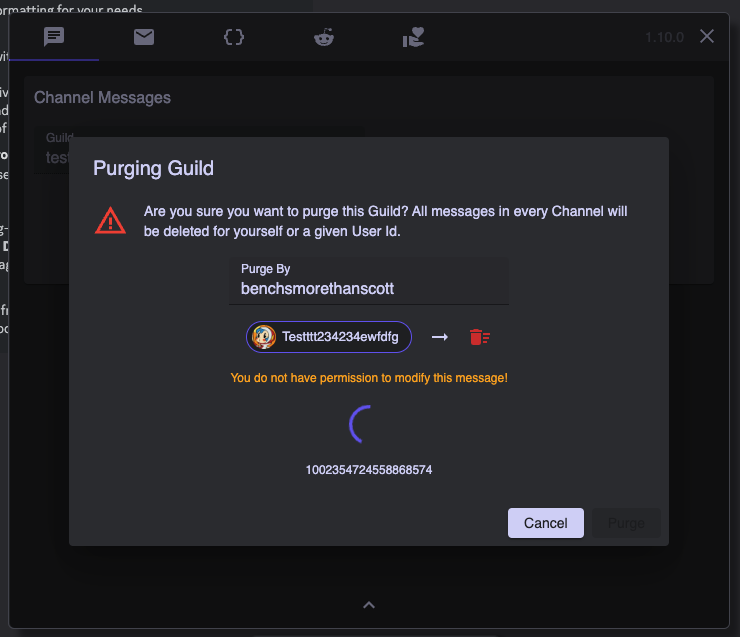 ormatting for your needs
1.10.0
Channel Messages
Guild
test
Purging Guild
Are you sure you want to purge this Guild? All messages in every Channel will
be deleted for yourself or a given User Id.
Purge By
benchsmorethanscott
Testttt234234ewfdfg
You do not have permission to modify this message!
1002354724558868574
Cancel
Purge